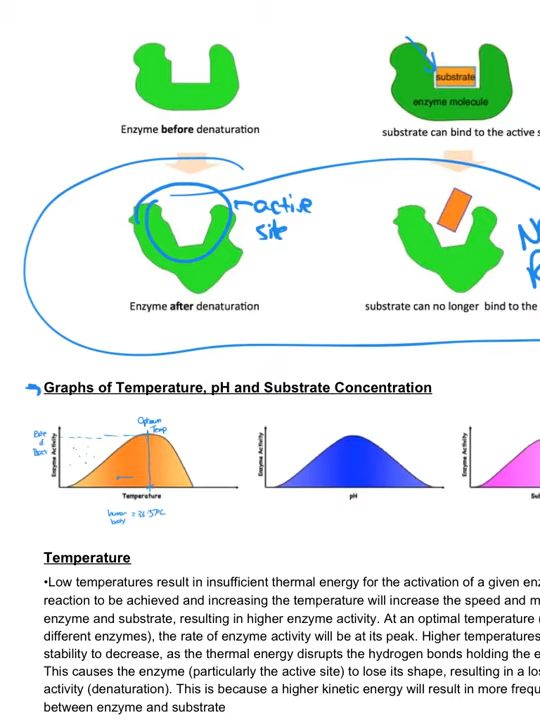 substrate
enzyme molecule
Enzyme before denaturation
substrate can bind to the active s
active
site
Enzyme after denaturation
substrate can no longer bind to the
Graphs of Temperature, pH and Substrate Concentration
Optimum
Temp
Rate
of
Enzyme Activity
Enzyme Activity
Enzyme Activity
Temperature
pH
Sul
human
body
Temperature
•Low temperatures result in insufficient thermal energy for the activation of a given enz
reaction to be achieved and increasing the temperature will increase the speed and m
enzyme and substrate, resulting in higher enzyme activity. At an optimal temperature (
different enzymes), the rate of enzyme activity will be at its peak. Higher temperatures
stability to decrease, as the thermal energy disrupts the hydrogen bonds holding the e
This causes the enzyme (particularly the active site) to lose its shape, resulting in a los
activity (denaturation). This is because a higher kinetic energy will result in more frequ
between enzyme and substrate